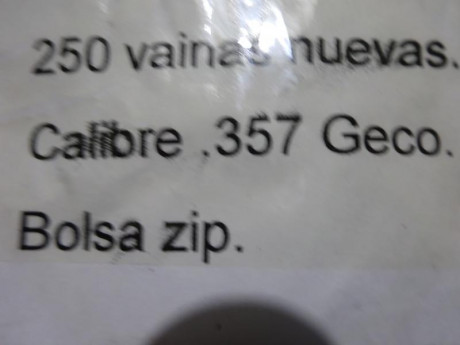 250 vainas nuevas.
Calibre .357 Geco.
Bolsa zip.